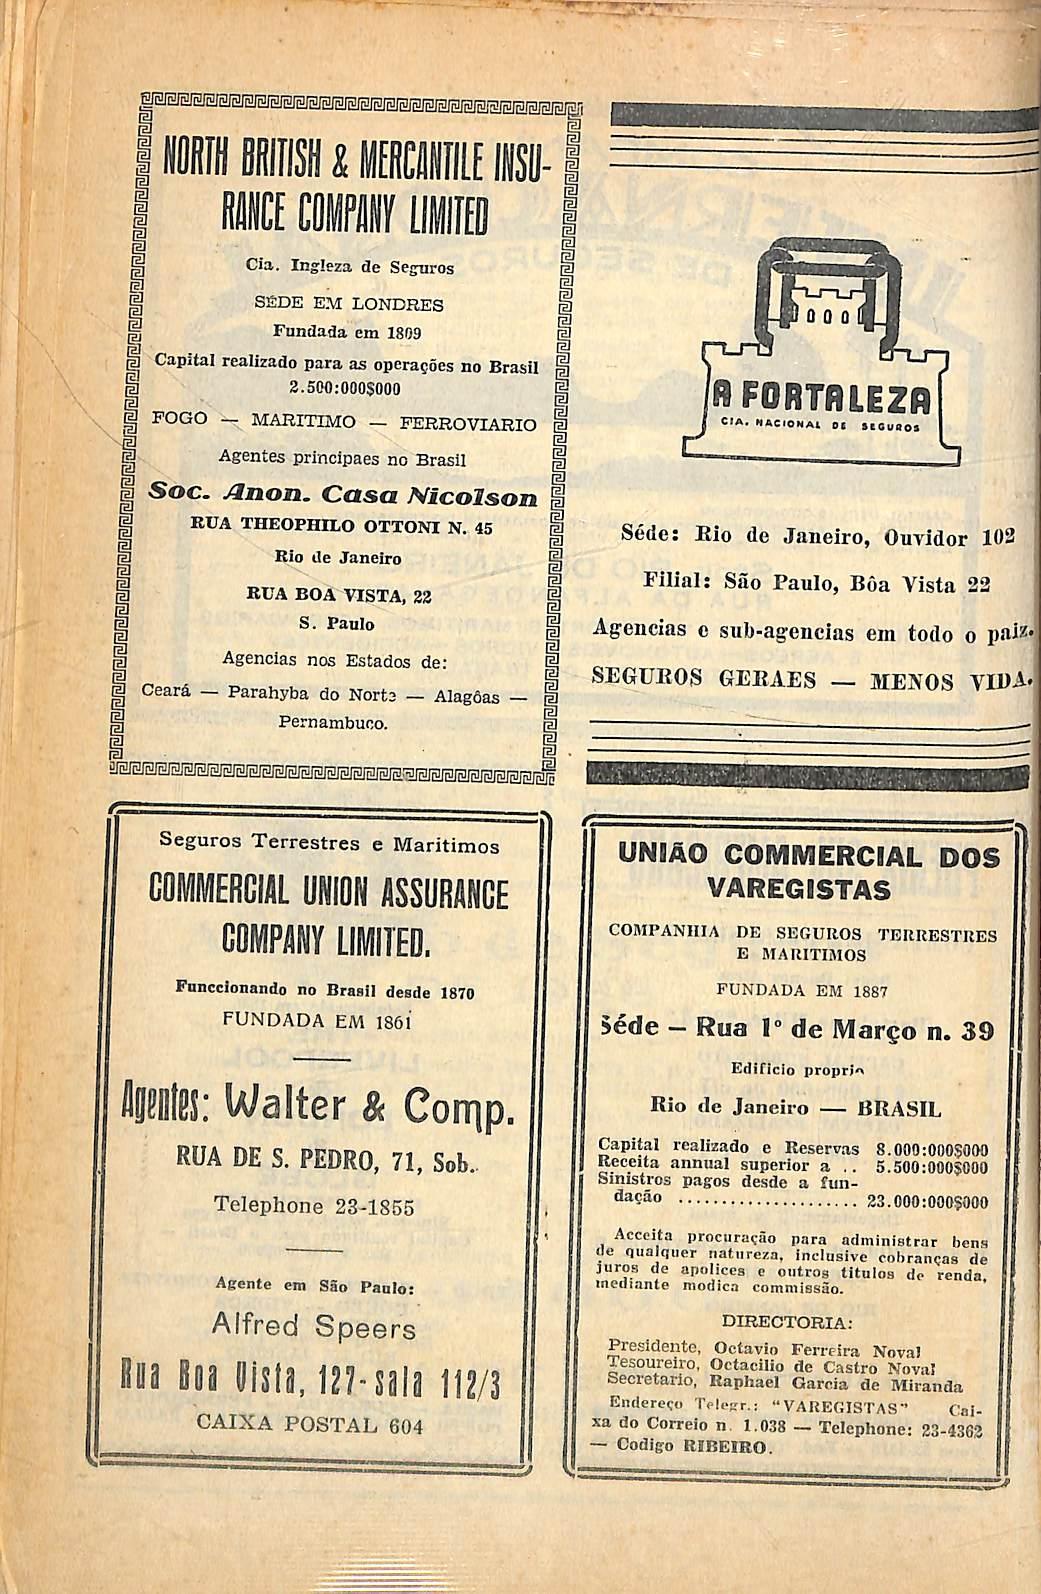 NORTH BRITISH & MERCANTILE INSU-
RANCE COMPANY LIMITED
Cia. Ingleza de Seguros
SÉDE EM LONDRES
Fundada em 1809
Capital realizado para as operações no Brasil
2.500:000$000
FOGO — MARITIMO — FERROVIARIO
Agentes principaes no Brasil
Soc. Anon. Casa Nicolson
RUA THEOPHILO OTTONI N. 45
Rio de Janeiro
RUA BOA VISTA, 22
S. Paulo
Agencias nos Estados de:
Ceará — Parahyba do Norte — Alagôas —
Pernambuco.
A FORTALEZA
CIA. NACIONAL DE SEGUROS
Séde: Rio de Janeiro, Ouvidor 102
Filial: São Paulo, Bôa Vista 22
Agencias e sub-agencias em todo o paiz.
SEGUROS GERAES — MENOS VIDA.
Seguros Terrestres e Maritimos
COMMERCIAL UNION ASSURANCE
COMPANY LIMITED.
Funccionando no Brasil desde 1870
FUNDADA EM 1861
Agentes: Walter & Comp.
RUA DE S. PEDRO, 71, Sob.
Telephone 23-1855
Agente em São Paulo:
Alfred Speers
Rua Boa Vista, 127-sala 112/3
CAIXA POSTAL 604
UNIÃO COMMERCIAL DOS
VAREGISTAS
COMPANHIA DE SEGUROS TERRESTRES
E MARITIMOS
FUNDADA EM 1887
Séde — Rua 1º de Março n. 39
Edificio proprio
Rio de Janeiro — BRASIL
Capital realizado e Reservas 8.000:000$000
Receita annual superior a .. 5.500:000$000
Sinistros pagos desde a fun-
dação .................... 23.000:000$000
Acceita procuração para administrar bens
de qualquer natureza, inclusive cobranças de
juros de apolices e outros titulos de renda,
mediante modica commissão.
DIRECTORIA:
Presidente, Octavio Ferreira Noval
Tesoureiro, Octacilio de Castro Noval
Secretario, Raphael Garcia de Miranda
Endereço Telegr.: "VAREGISTAS" Cai-
xa do Correio n. 1.038 — Telephone: 23-4362
— Codigo RIBEIRO.